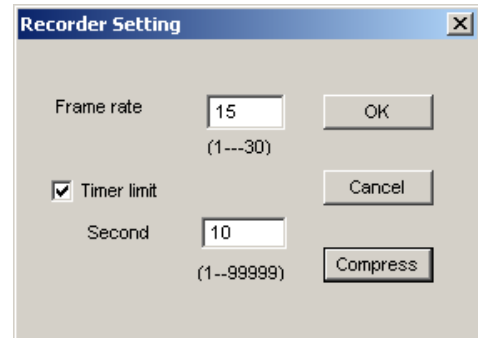 Recorder Setting
Frame rate 15 OK
(1---30)
Timer limit Cancel
Second 10
(1--99999) Compress